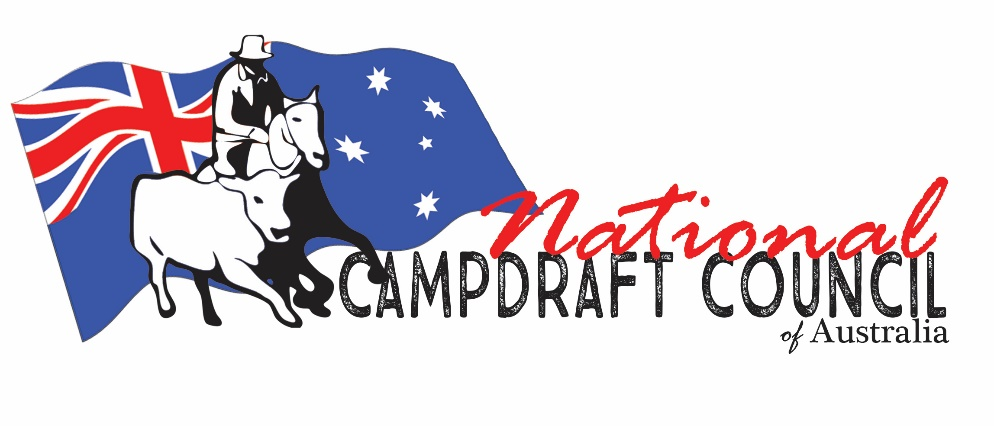 National
CAMPDRAFT COUNCIL
of Australia